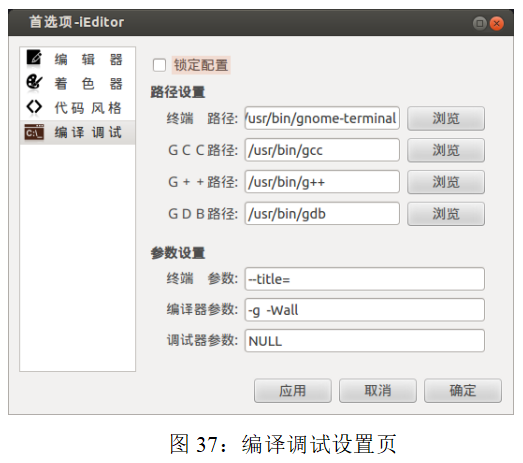 首选项-iEditor
编 辑 器
着 色 器
代码 风格
C:\_ 编 译 调 试
锁定配置
路径设置
终端 路径: /usr/bin/gnome-terminal 浏览
G C C 路径: /usr/bin/gcc 浏览
G + + 路径: /usr/bin/g++ 浏览
G D B 路径: /usr/bin/gdb 浏览
参数设置
终端 参数: --title=
编译器参数: -g -Wall
调试器参数: NULL
应用 取消 确定
图 37：编译调试设置页